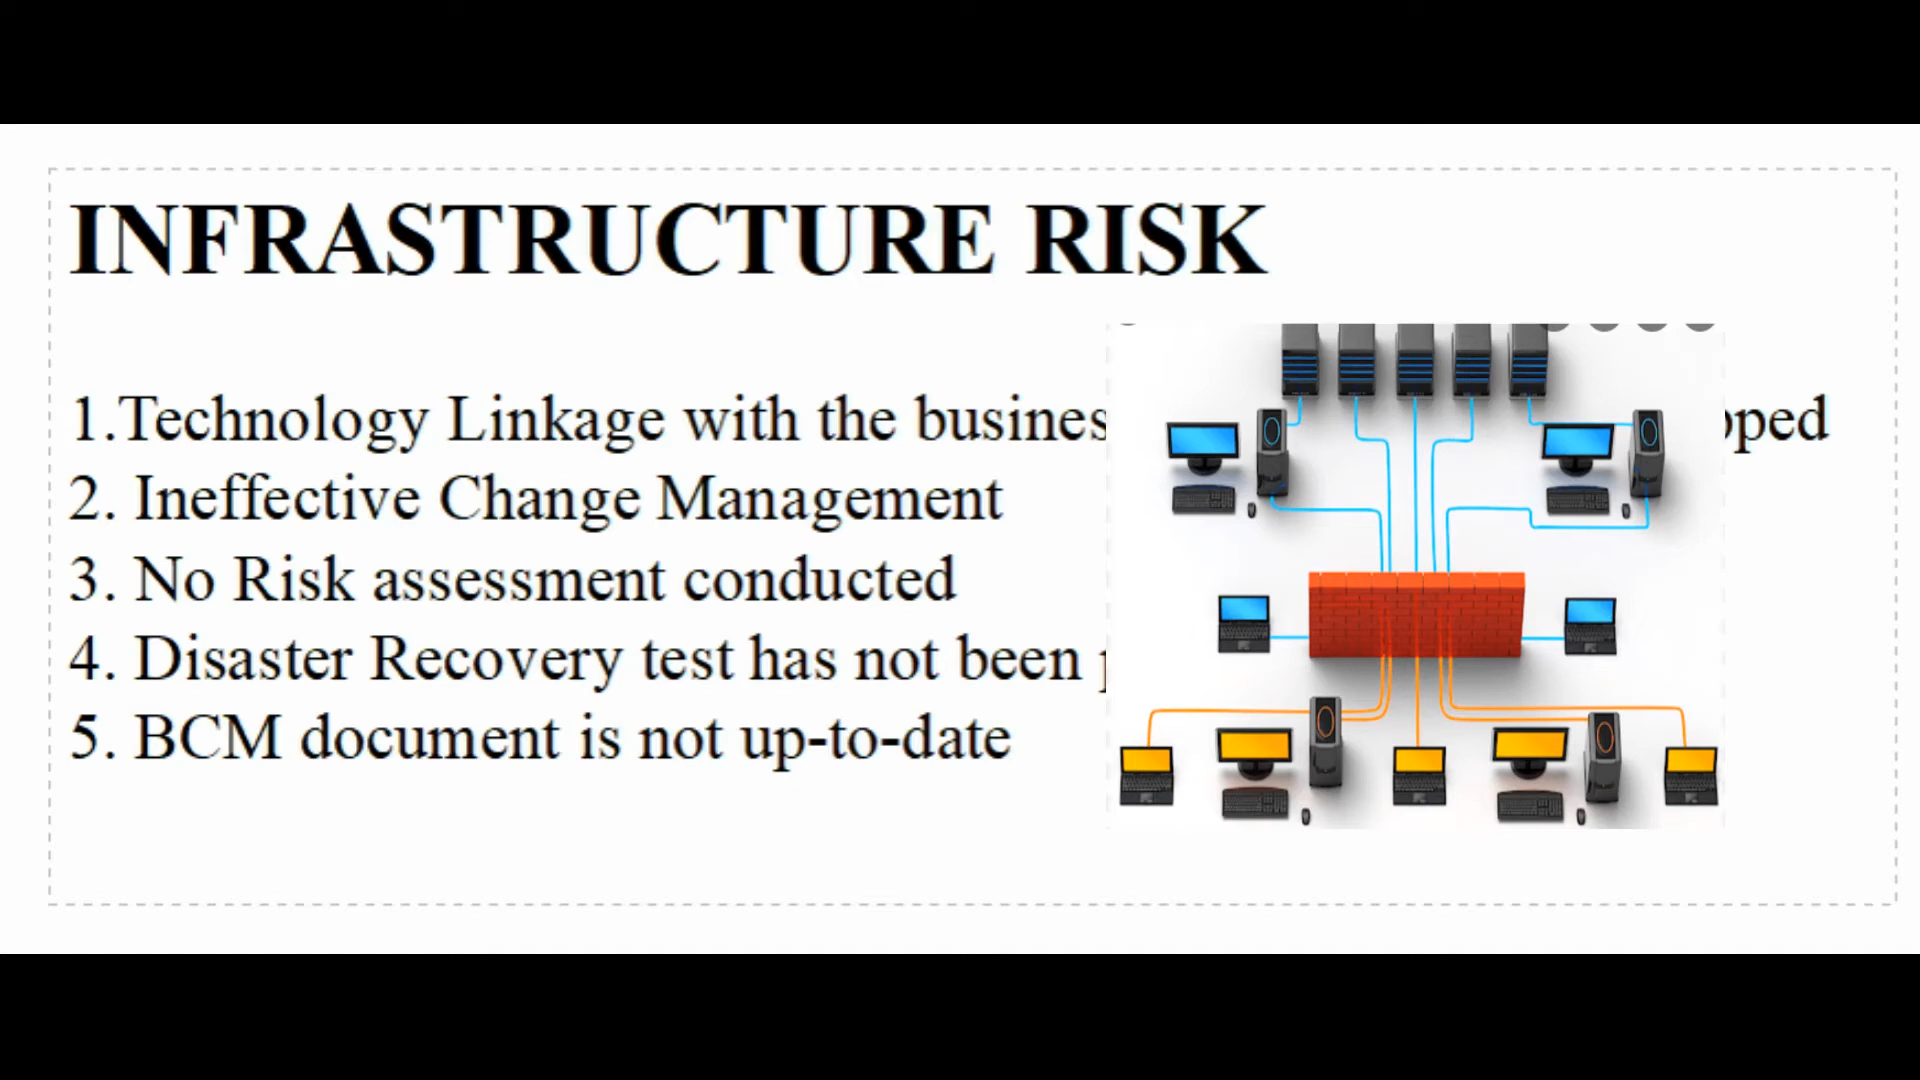 INFRASTRUCTURE RISK
1.Technology Linkage with the
2. Ineffective Change Management
3. No Risk assessment conducted
4. Disaster Recovery test has not been
5. BCM document is not up-to-date